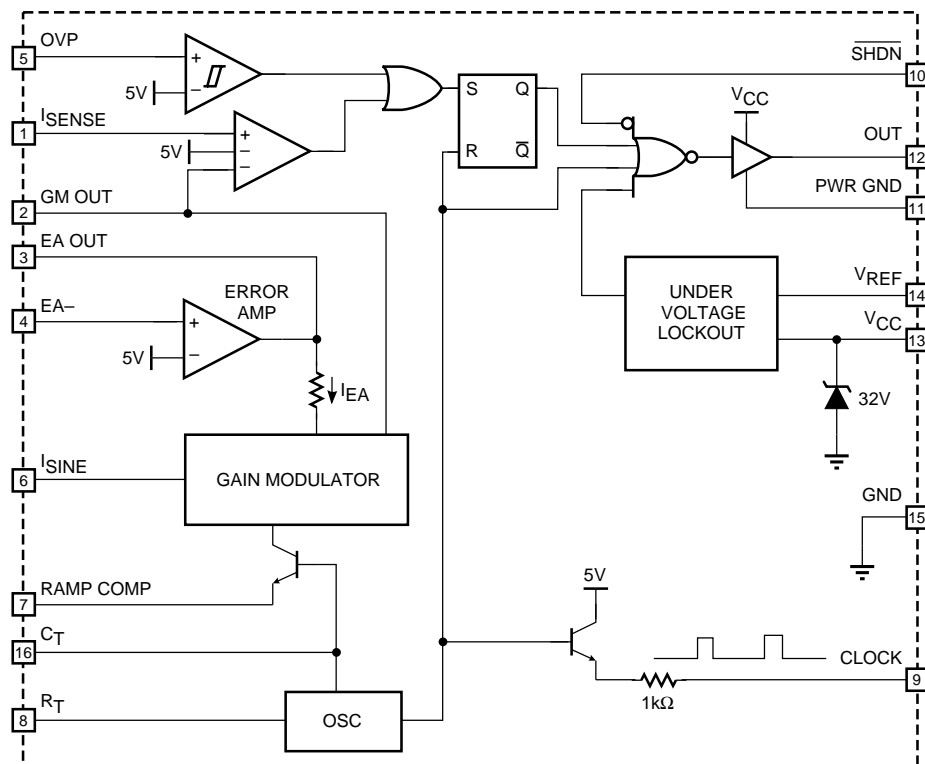 5 OVP
+
−
5V
1 ISENSE
+
5V −
−
2 GM OUT
3 EA OUT
4 EA–
ERROR
AMP
+
5V −
IEA
GAIN MODULATOR
6 ISINE
7 RAMP COMP
16 CT
8 RT
OSC
S Q
R Q̅
S̅H̅D̅N̅
10
VCC
OUT
12
PWR GND
11
UNDER
VOLTAGE
LOCKOUT
VREF
14
VCC
13
32V
GND
15
5V
CLOCK
9
1kΩ